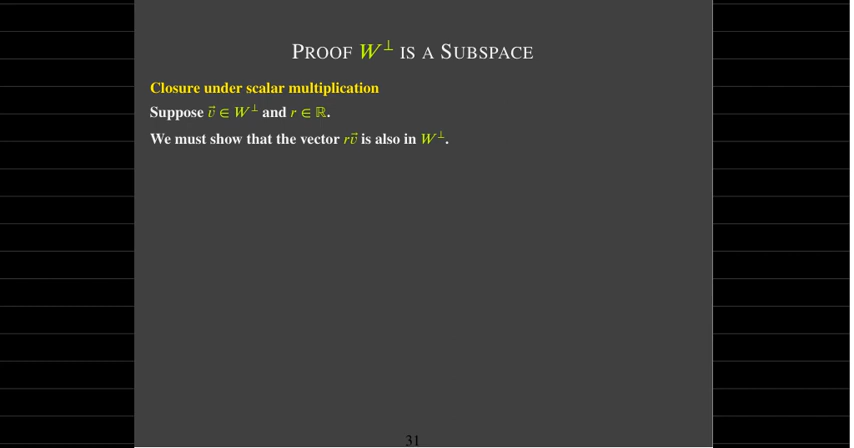 PROOF W⊥ IS A SUBSPACE
Closure under scalar multiplication
Suppose v⃗ ∈ W⊥ and r ∈ ℝ.
We must show that the vector rv⃗ is also in W⊥.
31